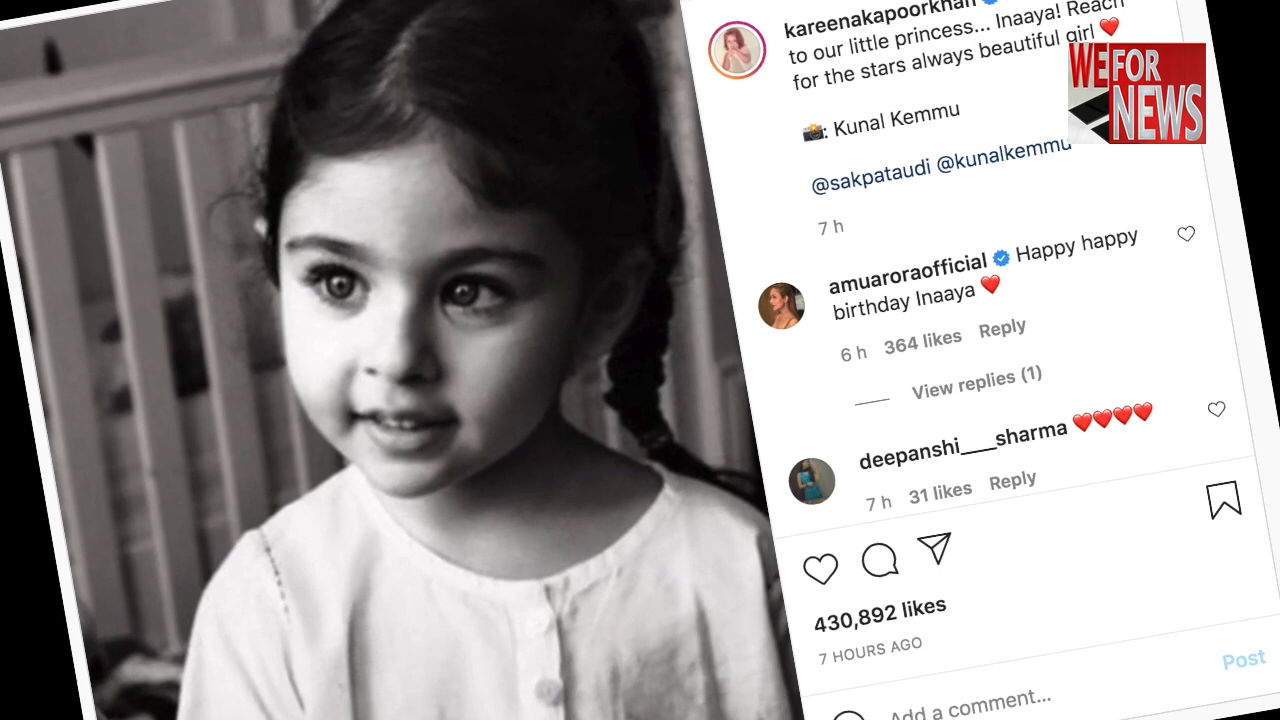 kareenakapoorkhan
to our little princess... Inaaya! Reach
for the stars always beautiful girl ❤️
📸: Kunal Kemmu
@sakpataudi @kunalkemmu
7 h
amuaroraofficial Happy happy
birthday Inaaya ❤️
6 h 364 likes Reply
View replies (1)
deepanshi___sharma ❤️❤️❤️❤️
7 h 31 likes Reply
430,892 likes
7 HOURS AGO
Add a comment...
Post
WE FOR
NEWS